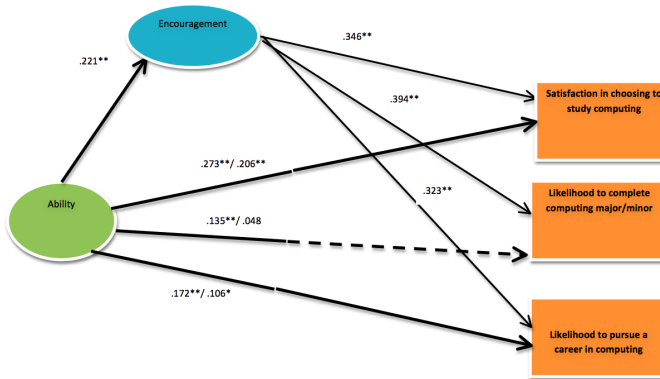 Encouragement
.346**
.221**
.394**
Satisfaction in choosing to
study computing
.273**/ .206**
.323**
Likelihood to complete
computing major/minor
Ability
.135**/ .048
.172**/ .106*
Likelihood to pursue a
career in computing